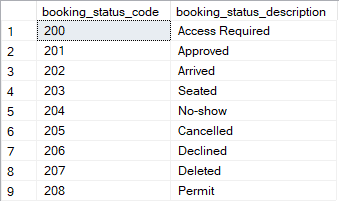 booking_status_code booking_status_description
1 200 Access Required
2 201 Approved
3 202 Arrived
4 203 Seated
5 204 No-show
6 205 Cancelled
7 206 Declined
8 207 Deleted
9 208 Permit